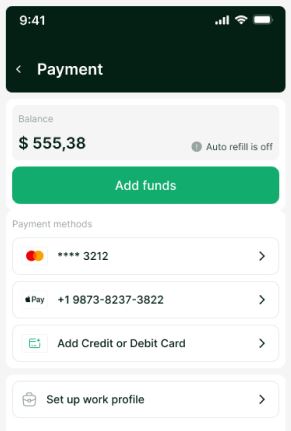 9:41
Payment
Balance
$ 555,38
Auto refill is off
Add funds
Payment methods
**** 3212
Pay +1 9873-8237-3822
Add Credit or Debit Card
Set up work profile